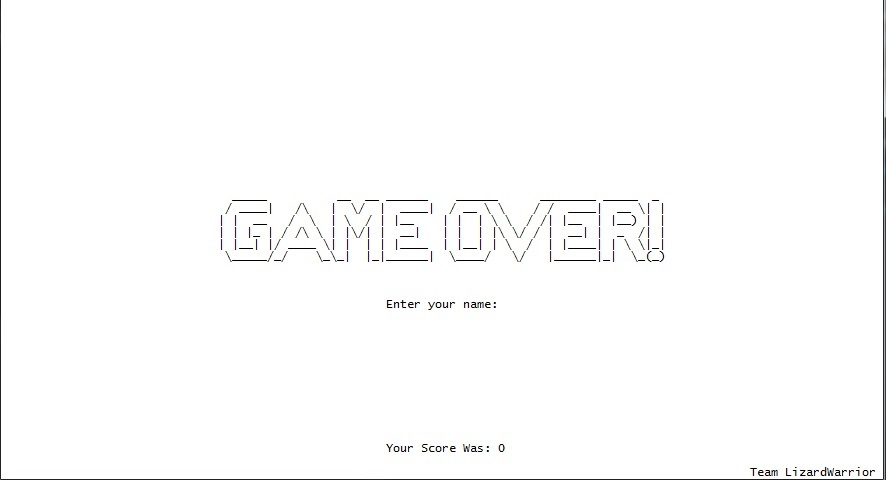 GAME OVER!
Enter your name:
Your Score Was: 0
Team LizardWarrior